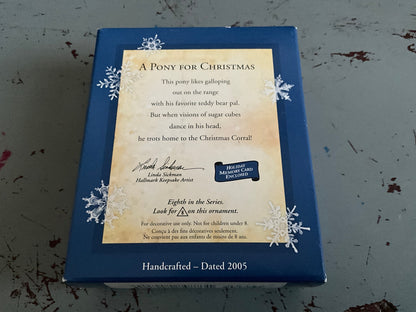 A PONY FOR CHRISTMAS
This pony likes galloping
out on the range
with his favorite teddy bear pal.
But when visions of sugar cubes
dance in his head,
he trots home to the Christmas Corral!
Linda Sickman
Linda Sickman
Hallmark Keepsake Artist
HOLIDAY
MEMORY CARD
ENCLOSED
Eighth in the Series.
Look for 8 on this ornament.
For decorative use only. Not for children under 8.
Conçu à des fins décoratives seulement.
Ne convient pas aux enfants de moins de 8 ans.
Handcrafted – Dated 2005